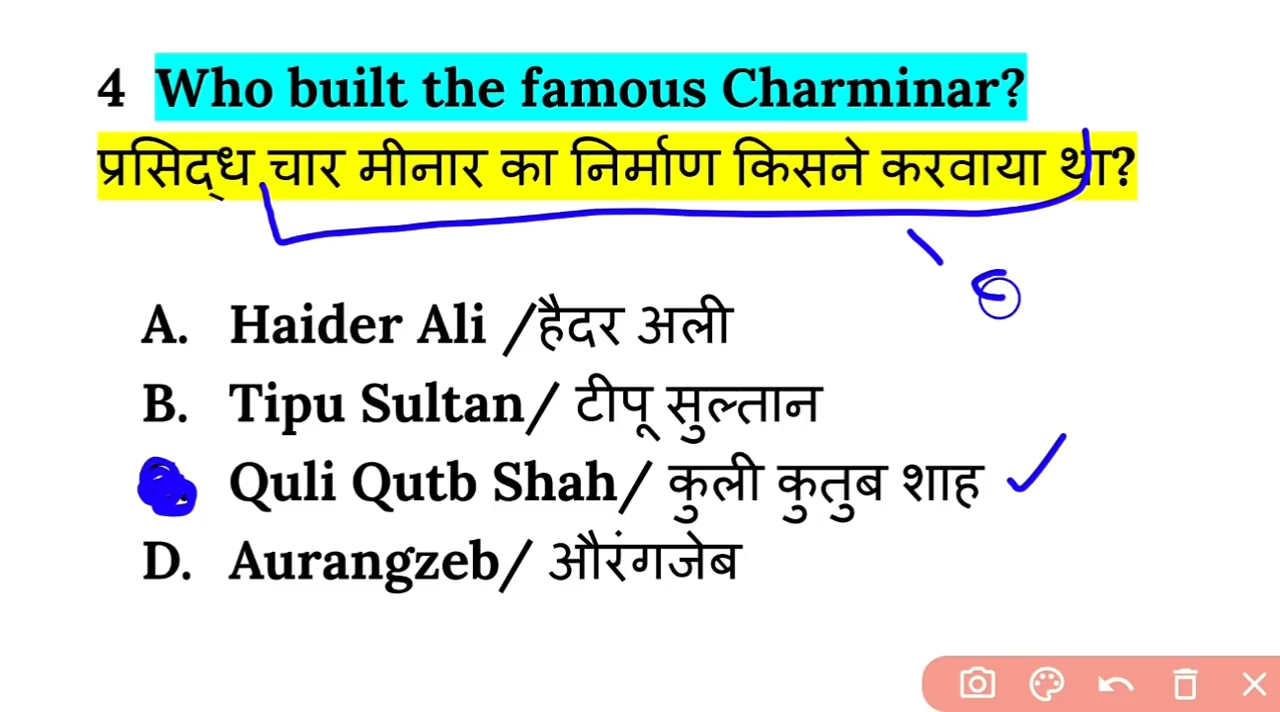 4 Who built the famous Charminar?
प्रसिद्ध चार मीनार का निर्माण किसने करवाया था?
A. Haider Ali /हैदर अली
B. Tipu Sultan/ टीपू सुल्तान
Quli Qutb Shah/ कुली कुतुब शाह
D. Aurangzeb/ औरंगजेब